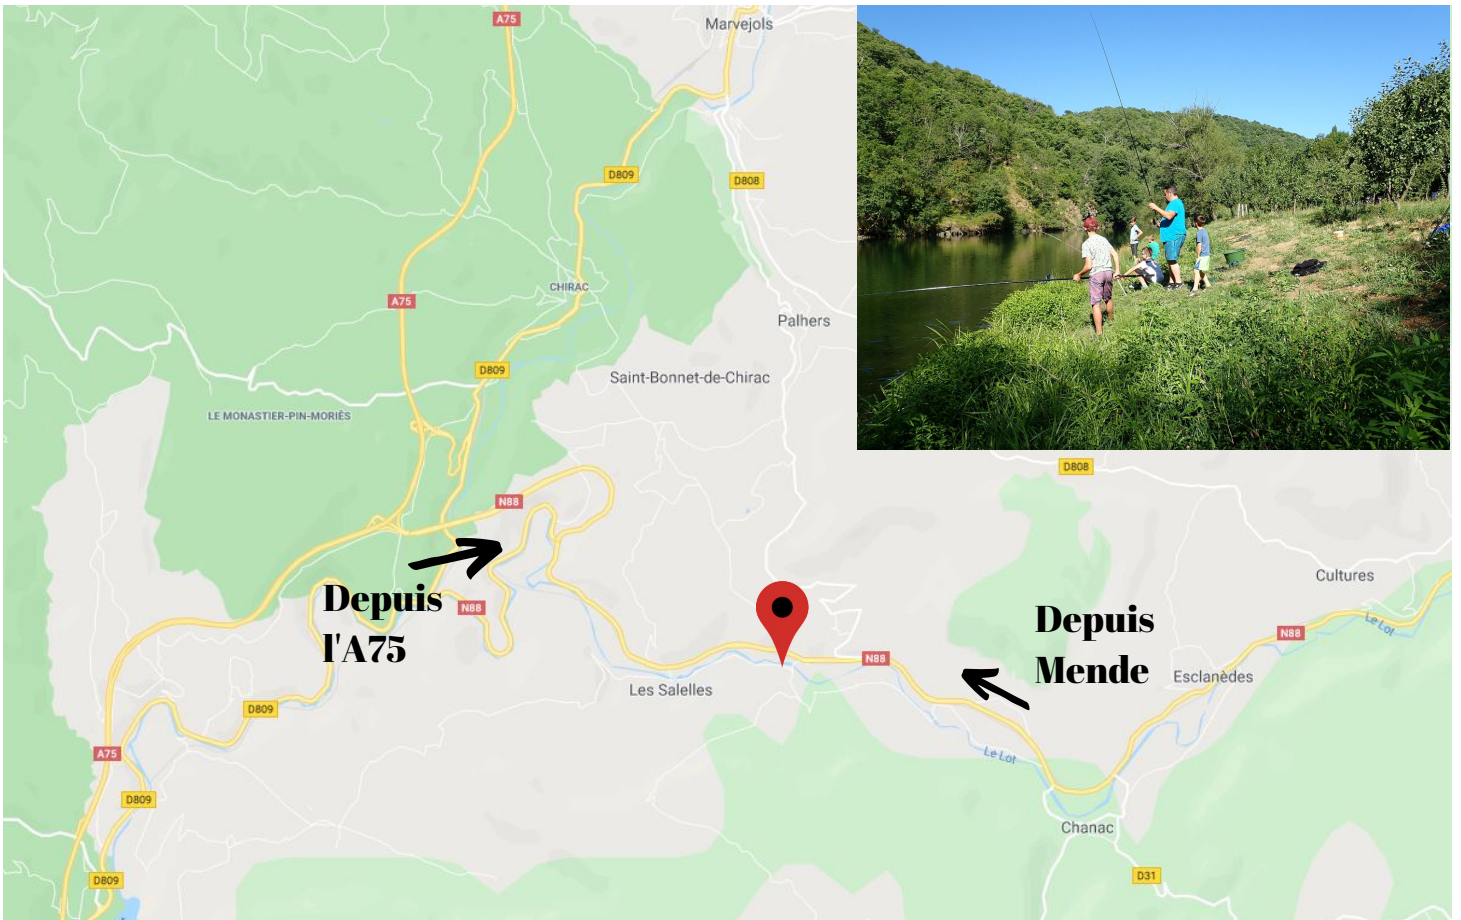 A75
Marvejols
D809
D808
CHIRAC
A75
Palhers
D809
Saint-Bonnet-de-Chirac
LE MONASTIER-PIN-MORIÈS
D808
N88
Cultures
Depuis
l'A75
N88
Depuis
Mende
Le Lot
N88
N88
Esclanèdes
Les Salelles
D809
Le Lot
A75
D809
Chanac
D31
D809